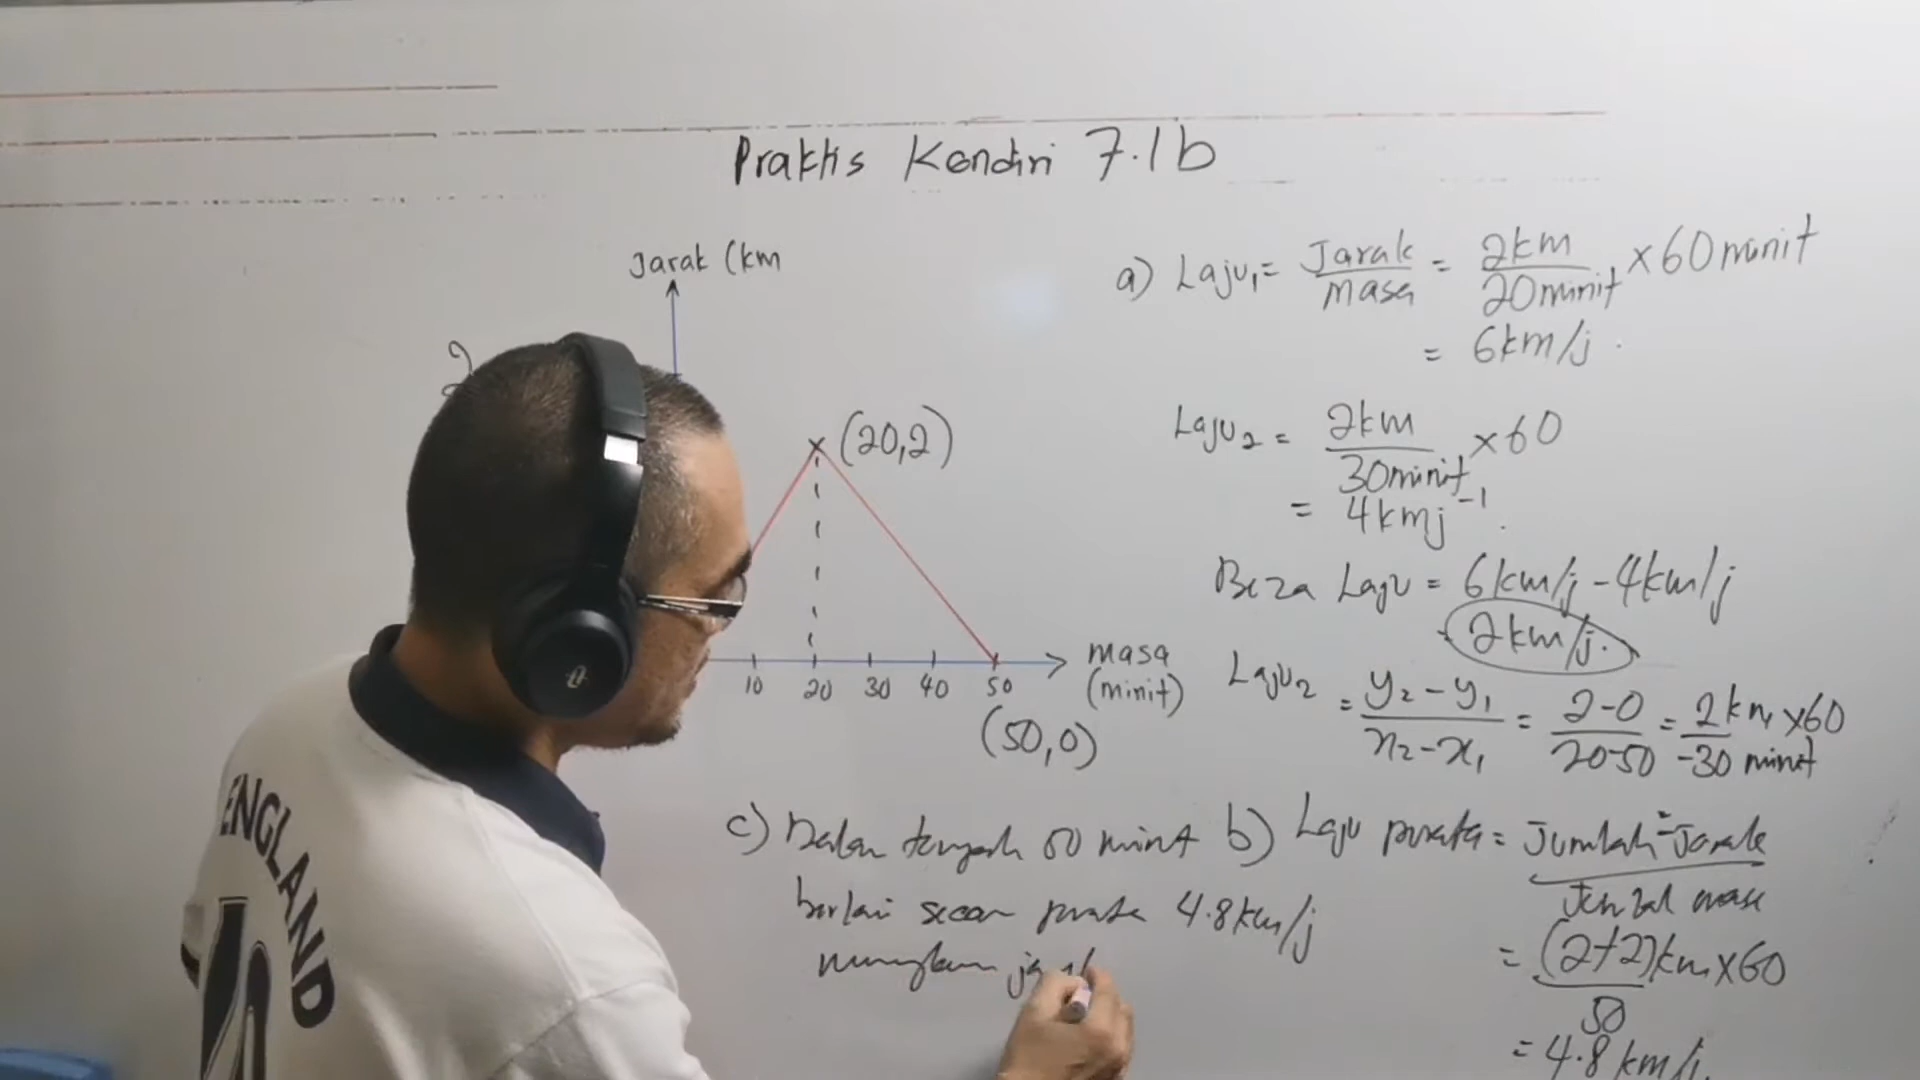 Praktis Kendiri 7.1b
Jarak (km
2
(20,2)
10 20 30 40 50
masa
(minit)
(50,0)
a) Laju₁ = Jarak/masa = 2km/20minit × 60 minit
= 6km/j.
Laju₂ = 2km/30minit × 60
= 4kmj⁻¹.
Beza Laju = 6km/j - 4km/j
2km/j.
Laju₂ = y₂-y₁/x₂-x₁ = 2-0/20-50 = 2km/-30 minit × 60
=
b) Laju purata = Jumlah Jarak/masa
= (2+2)km × 60/50
= 4.8 km/j.
c) Dalam minit
berlari secara purata 4.8km/j
ENGLAND